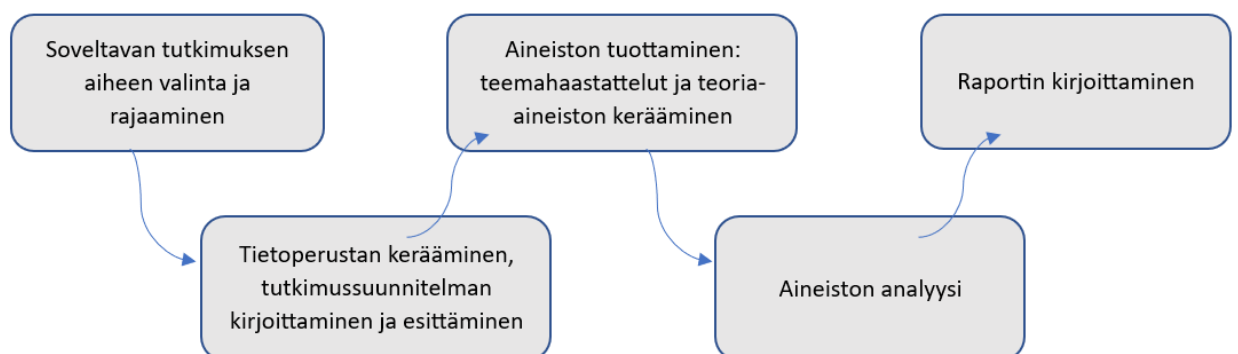 Soveltavan tutkimuksen
aiheen valinta ja
rajaaminen
Tietoperustan kerääminen,
tutkimussuunnitelman
kirjoittaminen ja esittäminen
Aineiston tuottaminen:
teemahaastattelut ja teoria-
aineiston kerääminen
Aineiston analyysi
Raportin kirjoittaminen